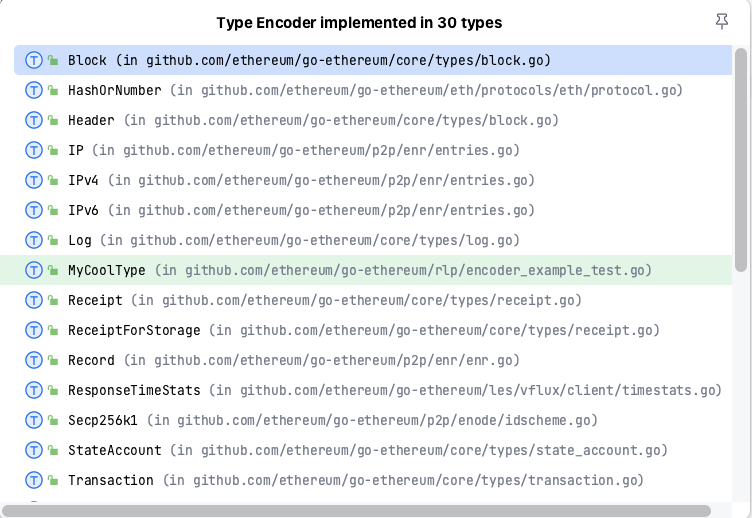 Type Encoder implemented in 30 types
T Block (in github.com/ethereum/go-ethereum/core/types/block.go)
T HashOrNumber (in github.com/ethereum/go-ethereum/eth/protocols/eth/protocol.go)
T Header (in github.com/ethereum/go-ethereum/core/types/block.go)
T IP (in github.com/ethereum/go-ethereum/p2p/enr/entries.go)
T IPv4 (in github.com/ethereum/go-ethereum/p2p/enr/entries.go)
T IPv6 (in github.com/ethereum/go-ethereum/p2p/enr/entries.go)
T Log (in github.com/ethereum/go-ethereum/core/types/log.go)
T MyCoolType (in github.com/ethereum/go-ethereum/rlp/encoder_example_test.go)
T Receipt (in github.com/ethereum/go-ethereum/core/types/receipt.go)
T ReceiptForStorage (in github.com/ethereum/go-ethereum/core/types/receipt.go)
T Record (in github.com/ethereum/go-ethereum/p2p/enr/enr.go)
T ResponseTimeStats (in github.com/ethereum/go-ethereum/les/vflux/client/timestats.go)
T Secp256k1 (in github.com/ethereum/go-ethereum/p2p/enode/idscheme.go)
T StateAccount (in github.com/ethereum/go-ethereum/core/types/state_account.go)
T Transaction (in github.com/ethereum/go-ethereum/core/types/transaction.go)